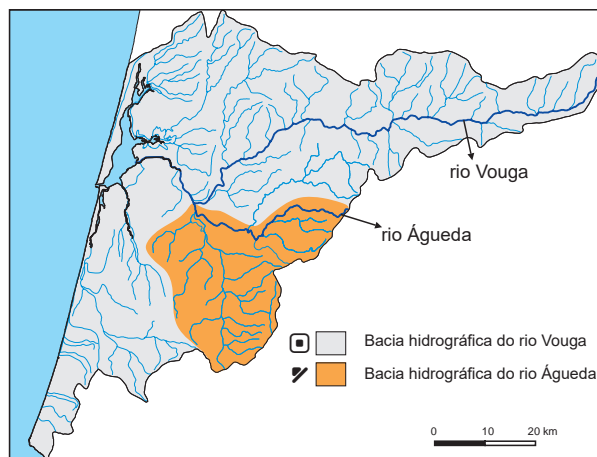 rio Vouga
rio Águeda
Bacia hidrográfica do rio Vouga
Bacia hidrográfica do rio Águeda
0 10 20 km